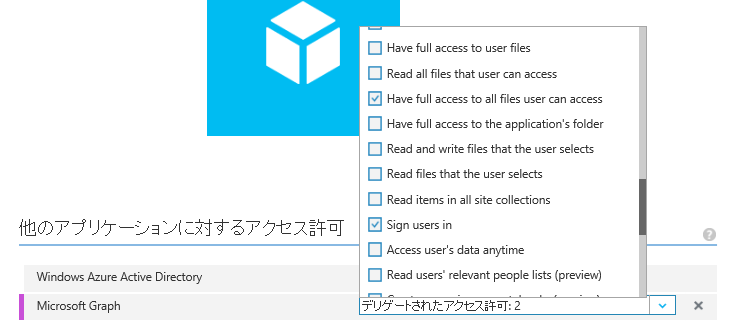 Have full access to user files
Read all files that user can access
Have full access to all files user can access
Have full access to the application's folder
Read and write files that the user selects
Read files that the user selects
Read items in all site collections
Sign users in
Access user's data anytime
Read users' relevant people lists (preview)
他のアプリケーションに対するアクセス許可
?
Windows Azure Active Directory
Microsoft Graph
デリゲートされたアクセス許可: 2